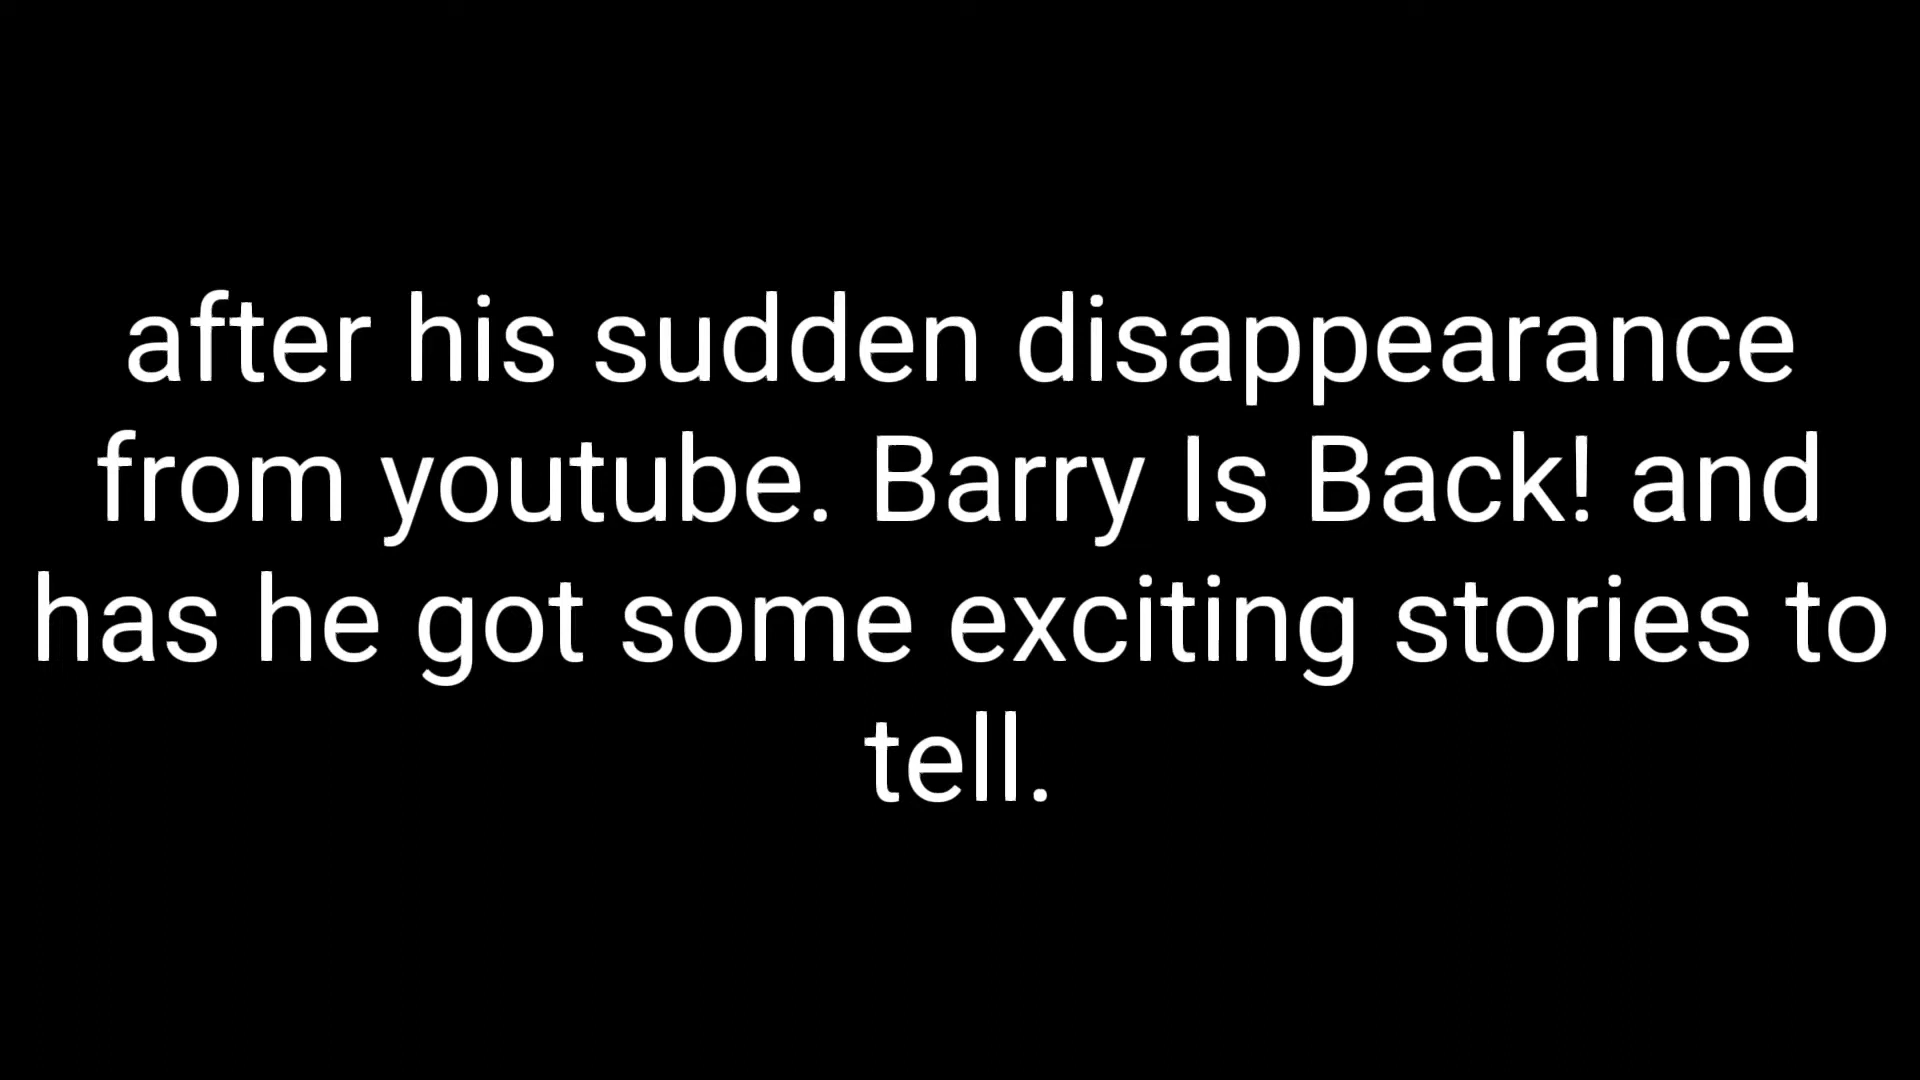 after his sudden disappearance
from youtube. Barry Is Back! and
has he got some exciting stories to
tell.